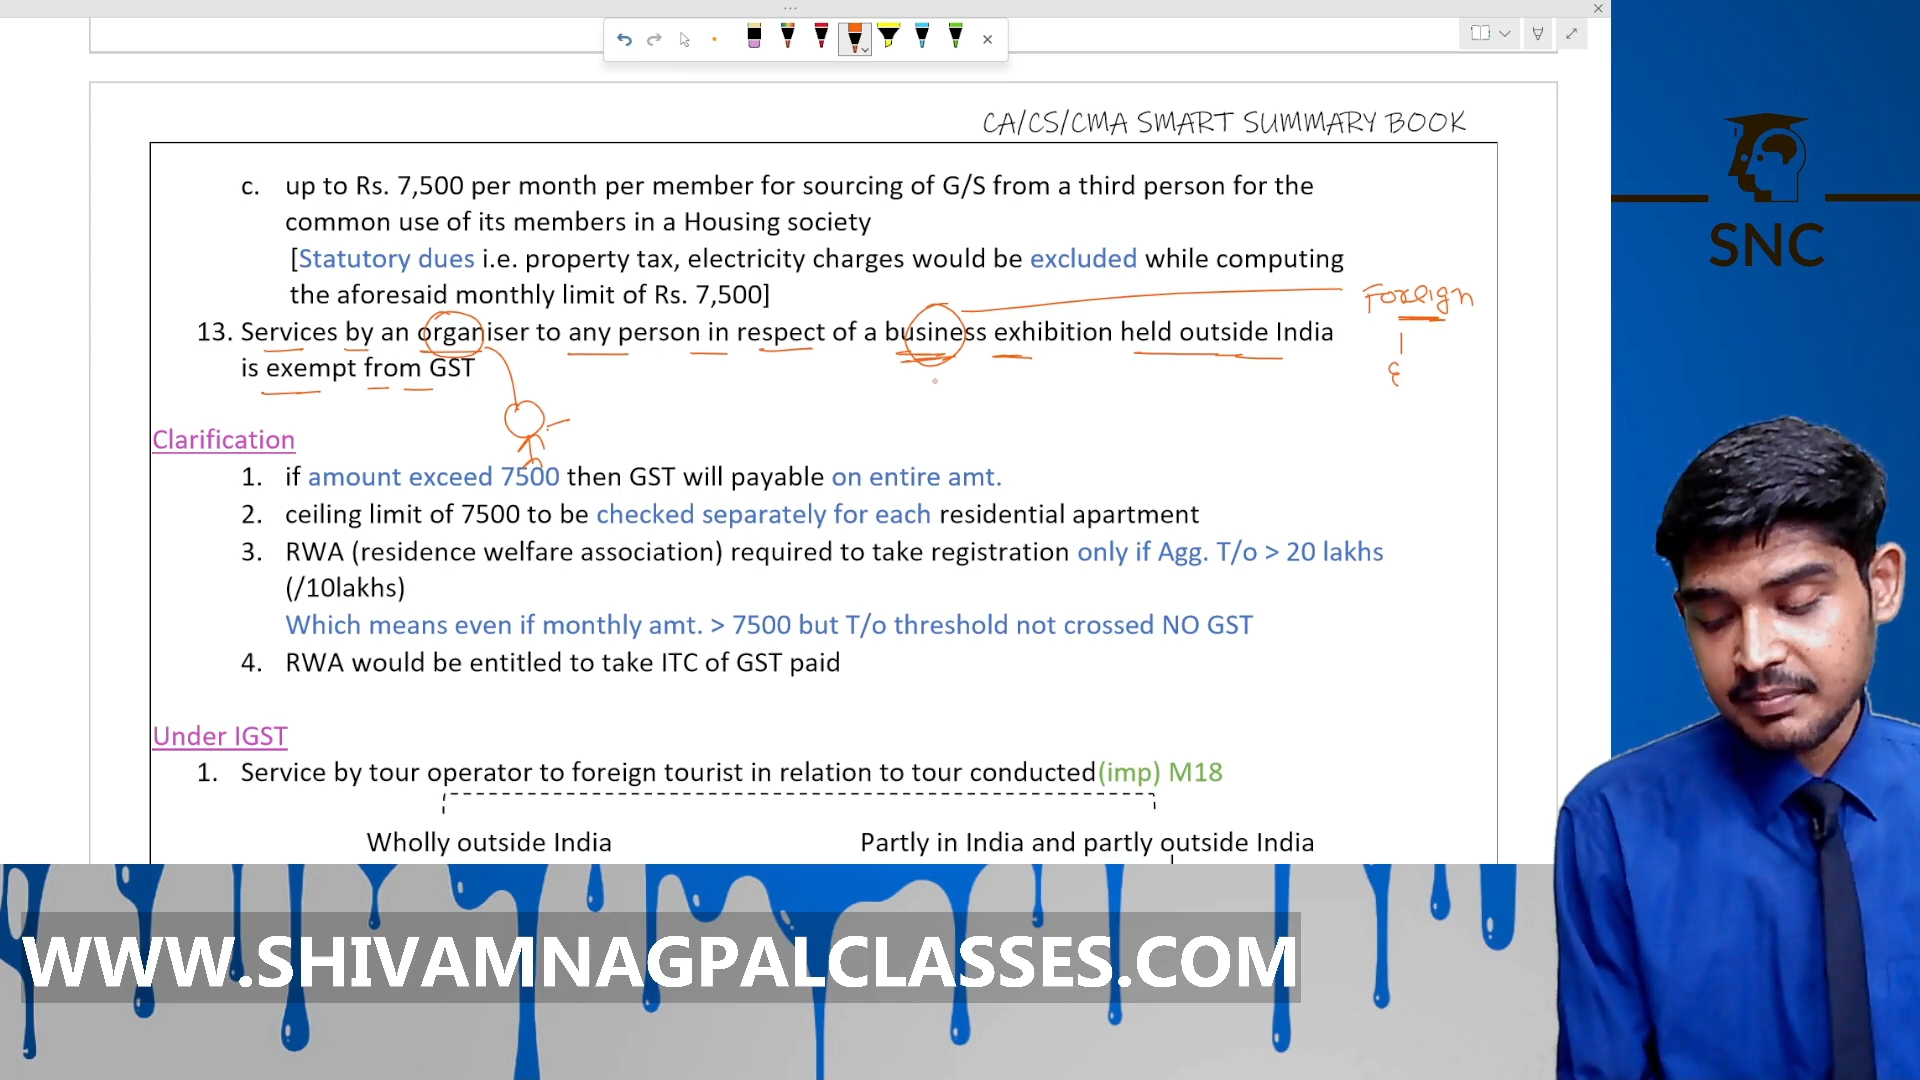 CA/CS/CMA SMART SUMMARY BOOK
c. up to Rs. 7,500 per month per member for sourcing of G/S from a third person for the
common use of its members in a Housing society
[Statutory dues i.e. property tax, electricity charges would be excluded while computing
the aforesaid monthly limit of Rs. 7,500]
Foreign
13. Services by an organiser to any person in respect of a business exhibition held outside India
is exempt from GST
Clarification
1. if amount exceed 7500 then GST will payable on entire amt.
2. ceiling limit of 7500 to be checked separately for each residential apartment
3. RWA (residence welfare association) required to take registration only if Agg. T/o > 20 lakhs
(/10lakhs)
Which means even if monthly amt. > 7500 but T/o threshold not crossed NO GST
4. RWA would be entitled to take ITC of GST paid
Under IGST
1. Service by tour operator to foreign tourist in relation to tour conducted(imp) M18
Wholly outside India Partly in India and partly outside India
SNC
WWW.SHIVAMNAGPALCLASSES.COM